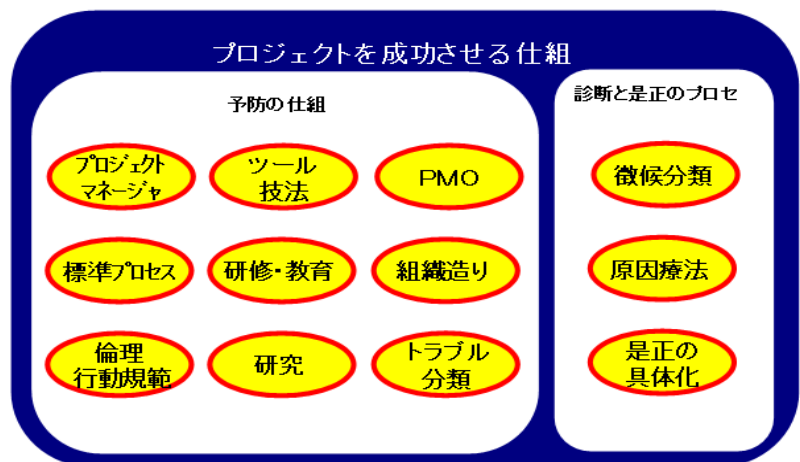 プロジェクトを成功させる仕組
予防の仕組
診断と是正のプロセ
プロジェクト
マネージャ
ツール
技法
PMO
徴候分類
標準プロセス
研修・教育
組織造り
原因療法
倫理
行動規範
研究
トラブル
分類
是正の
具体化